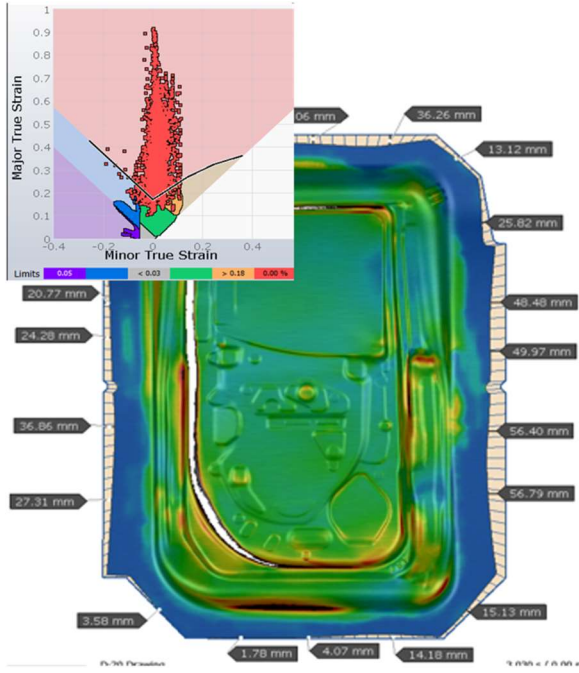 1
0.9
0.8
0.7
0.6
0.5
0.4
0.3
0.2
0.1
0
Major True Strain
-0.4 -0.2 0.0 0.2 0.4
Minor True Strain
Limits 0.05 < 0.03 > 0.18 0.00 %
06 mm
36.26 mm
13.12 mm
25.82 mm
20.77 mm
48.48 mm
24.28 mm
49.97 mm
36.86 mm
56.40 mm
27.31 mm
56.79 mm
3.58 mm
15.13 mm
1.78 mm
4.07 mm
14.18 mm
D-20 Drawing